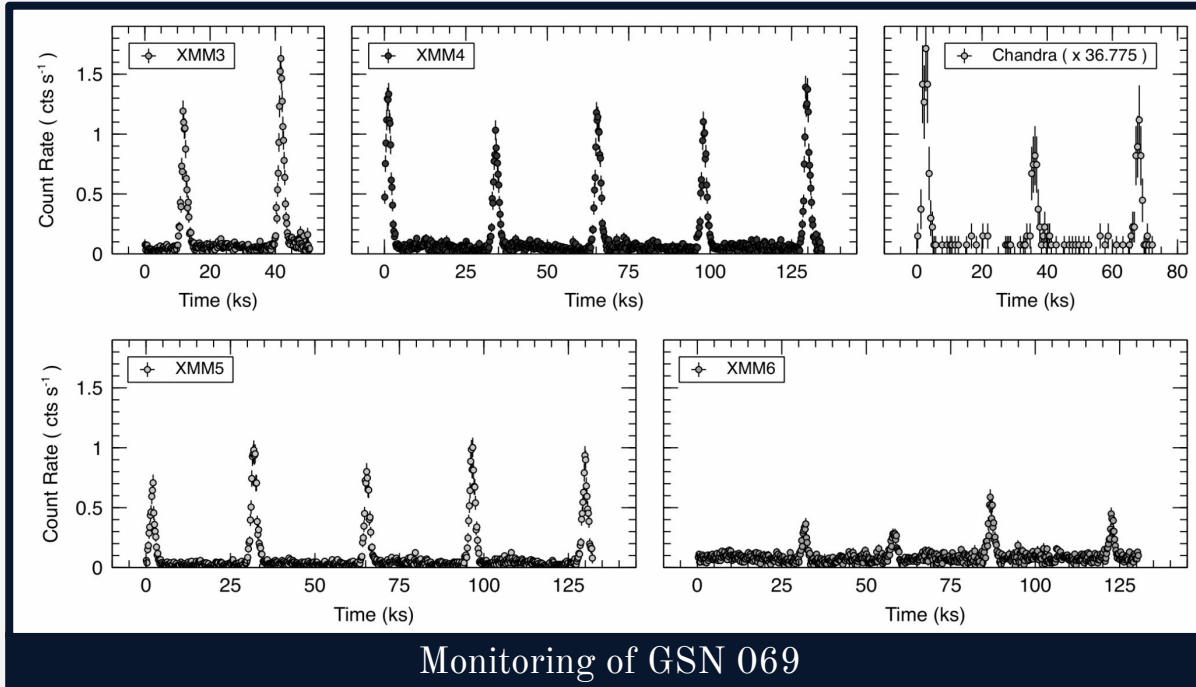 XMM3
XMM4
Chandra ( x 36.775 )
Count Rate ( cts s⁻¹ )
1.5
1
0.5
0
0 20 40
0 25 50 75 100 125
0 20 40 60 80
Time (ks)
Time (ks)
Time (ks)
XMM5
XMM6
Count Rate ( cts s⁻¹ )
1.5
1
0.5
0
0 25 50 75 100 125
0 25 50 75 100 125
Time (ks)
Time (ks)
Monitoring of GSN 069